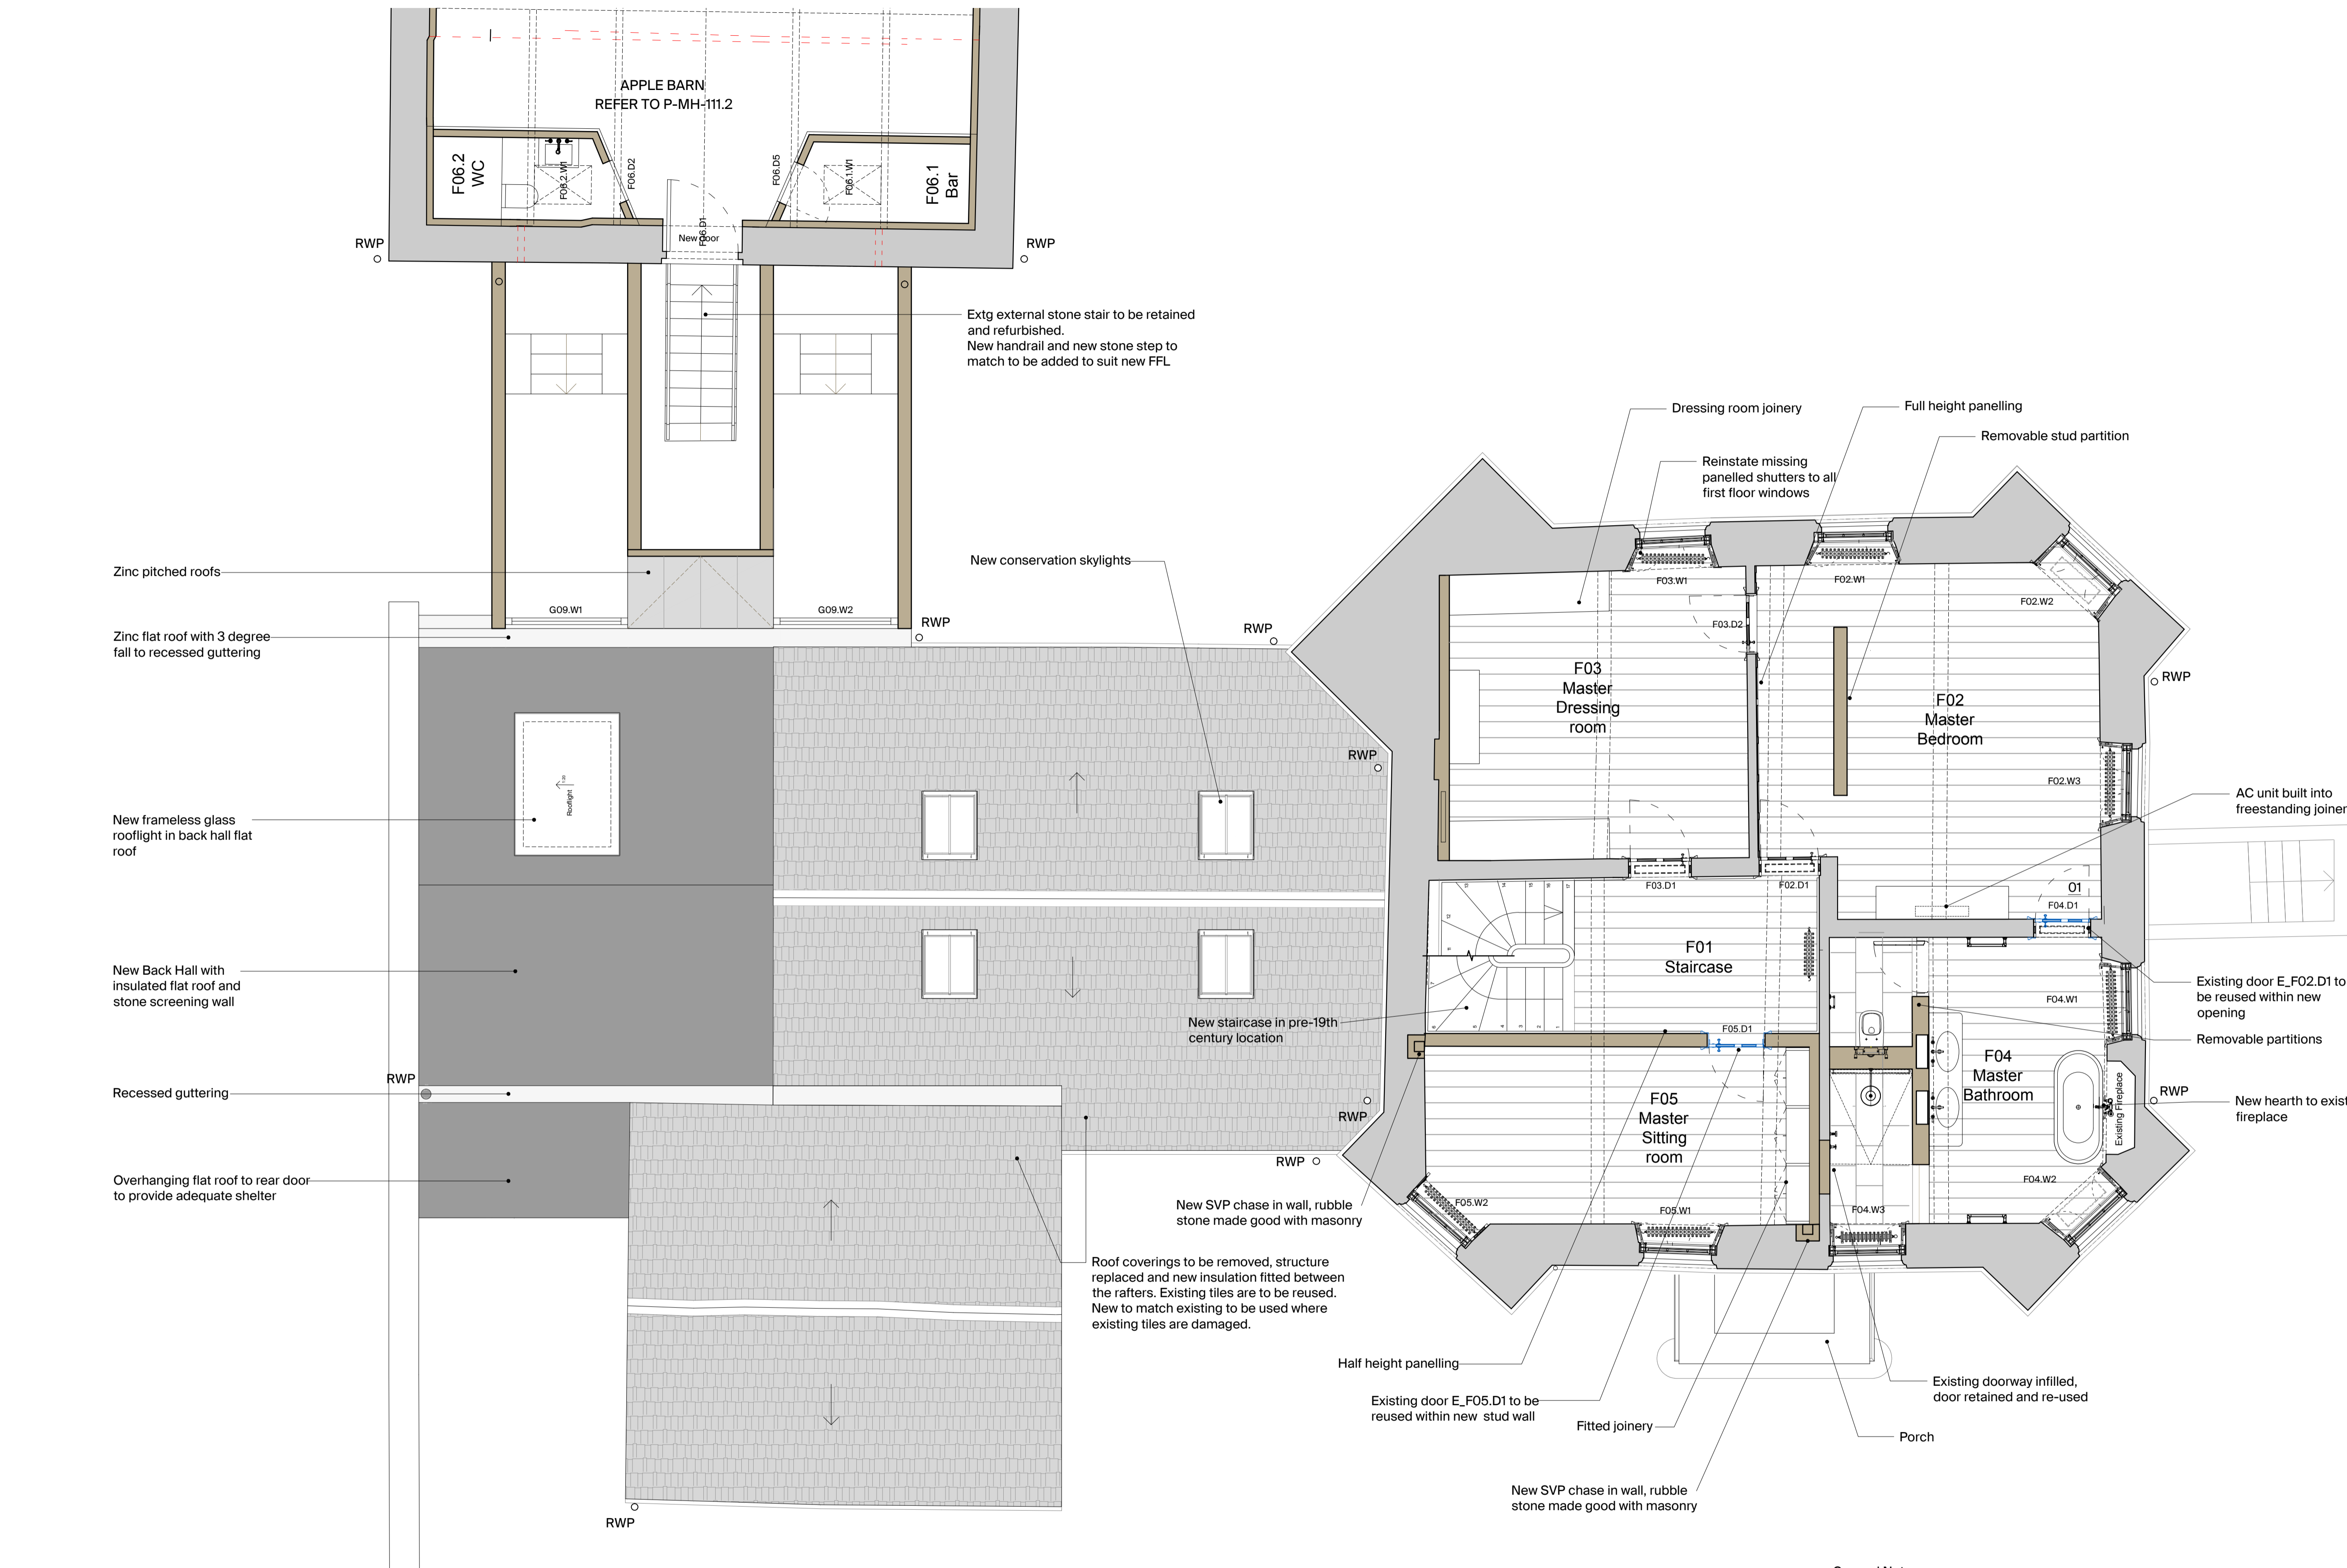 APPLE BARN
REFER TO P-MH-111.2
F06.2
WC
F06.2.W1
F06.D2
F06.D5
F06.1.W1
F06.1
Bar
F06.D1
RWP
RWP
Extg external stone stair to be retained
and refurbished.
New handrail and new stone step to
match to be added to suit new FFL
Dressing room joinery
Full height panelling
Removable stud partition
Reinstate missing
panelled shutters to all
first floor windows
New conservation skylights
Zinc pitched roofs
G09.W1
G09.W2
RWP
RWP
Zinc flat roof with 3 degree
fall to recessed guttering
F03.W1
F02.W1
F02.W2
F03.D2
F03
Master
Dressing
room
F02
Master
Bedroom
RWP
RWP
F02.W3
AC unit built into
freestanding joiner
Rooflight
1:20
New frameless glass
rooflight in back hall flat
roof
F03.D1
F02.D1
01
F04.D1
F01
Staircase
New Back Hall with
insulated flat roof and
stone screening wall
Existing door E_F02.D1 to
be reused within new
opening
F04.W1
New staircase in pre-19th
century location
F05.D1
Removable partitions
F04
Master
Bathroom
RWP
Recessed guttering
RWP
F05
Master
Sitting
room
Existing Fireplace
RWP
New hearth to exist
fireplace
RWP
Overhanging flat roof to rear door
to provide adequate shelter
F04.W2
F05.W2
F05.W1
F04.W3
New SVP chase in wall, rubble
stone made good with masonry
Roof coverings to be removed, structure
replaced and new insulation fitted between
the rafters. Existing tiles are to be reused.
New to match existing to be used where
existing tiles are damaged.
Half height panelling
Existing door E_F05.D1 to be
reused within new stud wall
Fitted joinery
Existing doorway infilled,
door retained and re-used
Porch
New SVP chase in wall, rubble
stone made good with masonry
RWP